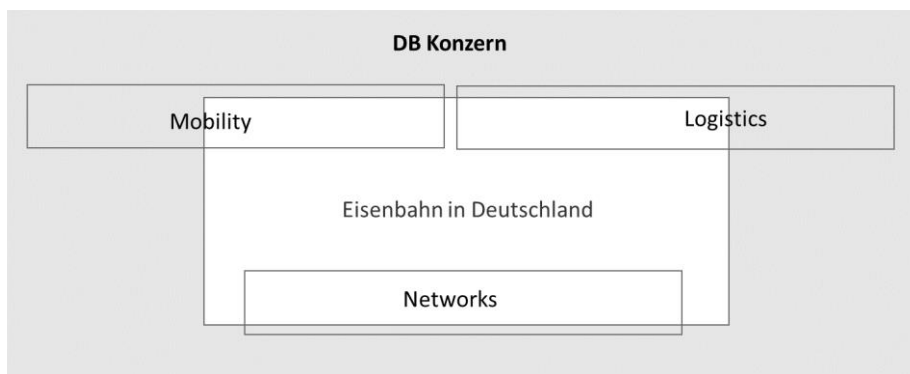 DB Konzern
Mobility
Logistics
Eisenbahn in Deutschland
Networks